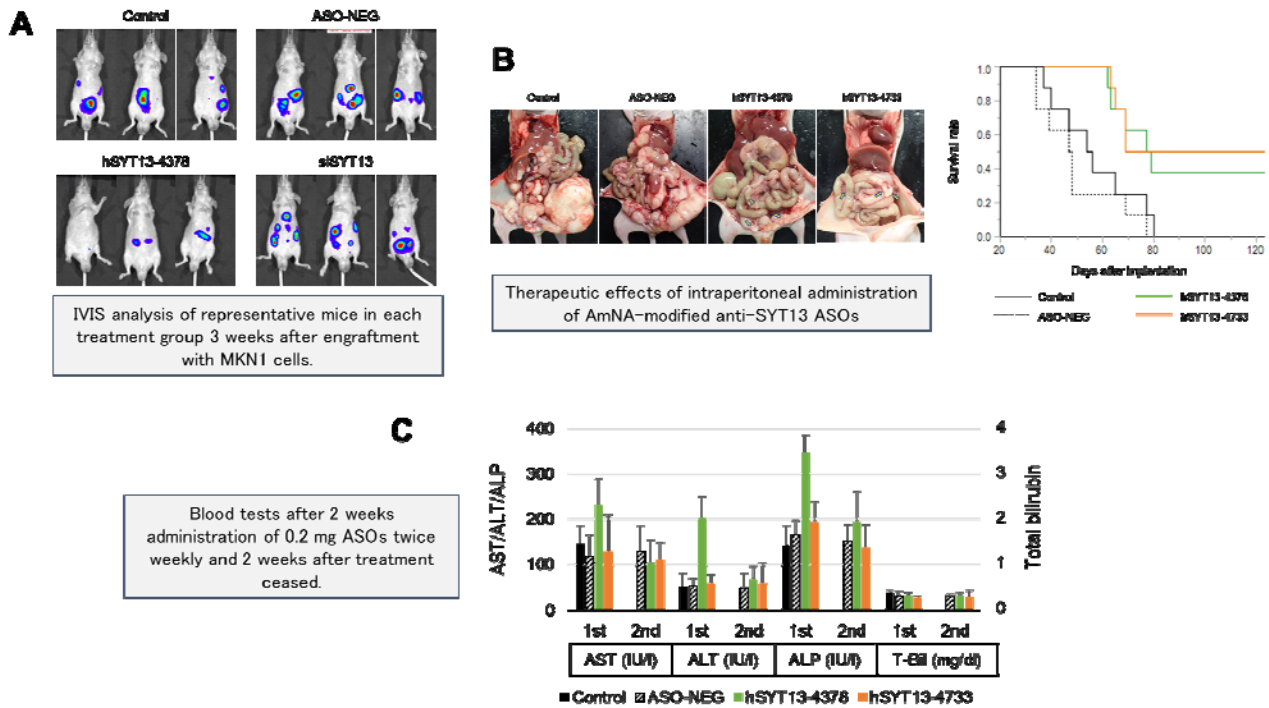 A
Control
ASO-NEG
hSYT13-4378
siSYT13
IVIS analysis of representative mice in each
treatment group 3 weeks after engraftment
with MKN1 cells.
B
Control
ASO-NEG
hSYT13-4378
hSYT13-4733
Therapeutic effects of intraperitoneal administration
of AmNA-modified anti-SYT13 ASOs
Survival rate
1.0
0.8
0.6
0.4
0.2
0.0
20 40 60 80 100 120
Days after implantation
Control
hSYT13-4378
ASO-NEG
hSYT13-4733
C
Blood tests after 2 weeks
administration of 0.2 mg ASOs twice
weekly and 2 weeks after treatment
ceased.
AST/ALT/ALP
400
300
200
100
0
4
3
2
1
0
Total bilirubin
1st 2nd 1st 2nd 1st 2nd 1st 2nd
AST (IU/l) ALT (IU/l) ALP (IU/l) T-Bil (mg/dl)
Control ASO-NEG hSYT13-4378 hSYT13-4733